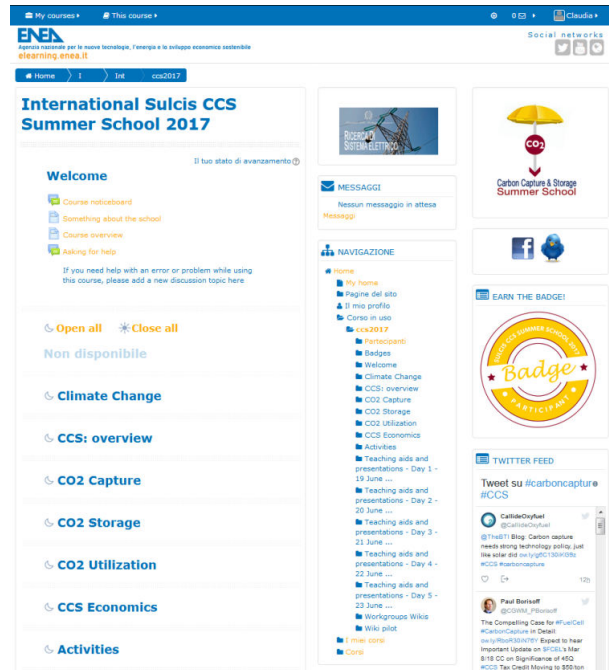 My courses
This course
0
Claudia
ENEA
Agenzia nazionale per le nuove tecnologie, l'energia e lo sviluppo economico sostenibile
elearning.enea.it
Social networks
Home
I
Int
ccs2017
International Sulcis CCS
Summer School 2017
Il tuo stato di avanzamento
Welcome
Course noticeboard
Something about the school
Course overview
Asking for help
If you need help with an error or problem while using
this course, please add a new discussion topic here
Open all
Close all
Non disponibile
Climate Change
CCS: overview
CO2 Capture
CO2 Storage
CO2 Utilization
CCS Economics
Activities
RICERCA DI
SISTEMA ELETTRICO
MESSAGGI
Nessun messaggio in attesa
Messaggi
NAVIGAZIONE
Home
My home
Pagine del sito
Il mio profilo
Corso in uso
ccs2017
Partecipanti
Badges
Welcome
Climate Change
CCS: overview
CO2 Capture
CO2 Storage
CO2 Utilization
CCS Economics
Activities
Teaching aids and
presentations - Day 1 -
19 June ...
Teaching aids and
presentations - Day 2 -
20 June ...
Teaching aids and
presentations - Day 3 -
21 June ...
Teaching aids and
presentations - Day 4 -
22 June ...
Teaching aids and
presentations - Day 5 -
23 June ...
Workgroups Wikis
Wiki pilot
I miei corsi
Corsi
CO2
Carbon Capture & Storage
Summer School
EARN THE BADGE!
SULCIS CCS SUMMER SCHOOL 2017
Badge
PARTICIPANT
TWITTER FEED
Tweet su #carboncapture
#CCS
CallideOxyfuel
@CallideOxyfuel
@TheBTI Blog: Carbon capture
needs strong technology policy, just
like solar did
#CCS #carboncapture
12h
Paul Borisoff
@CGWM_PBorisoff
The Compelling Case for #FuelCell
#CarbonCapture in Detail:
Expect to hear
Important Update on $FCEL's Mar
8/18 CC on Significance of 45Q
#CCS Tax Credit Moving to $50/ton